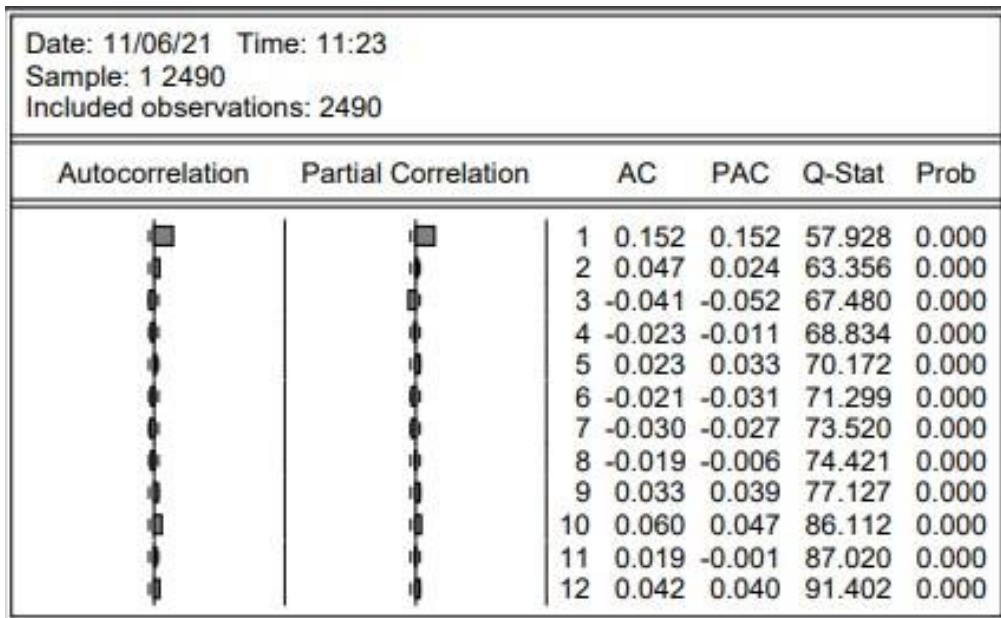 Date: 11/06/21 Time: 11:23
Sample: 1 2490
Included observations: 2490
Autocorrelation Partial Correlation AC PAC Q-Stat Prob
1 0.152 0.152 57.928 0.000
2 0.047 0.024 63.356 0.000
3 -0.041 -0.052 67.480 0.000
4 -0.023 -0.011 68.834 0.000
5 0.023 0.033 70.172 0.000
6 -0.021 -0.031 71.299 0.000
7 -0.030 -0.027 73.520 0.000
8 -0.019 -0.006 74.421 0.000
9 0.033 0.039 77.127 0.000
10 0.060 0.047 86.112 0.000
11 0.019 -0.001 87.020 0.000
12 0.042 0.040 91.402 0.000